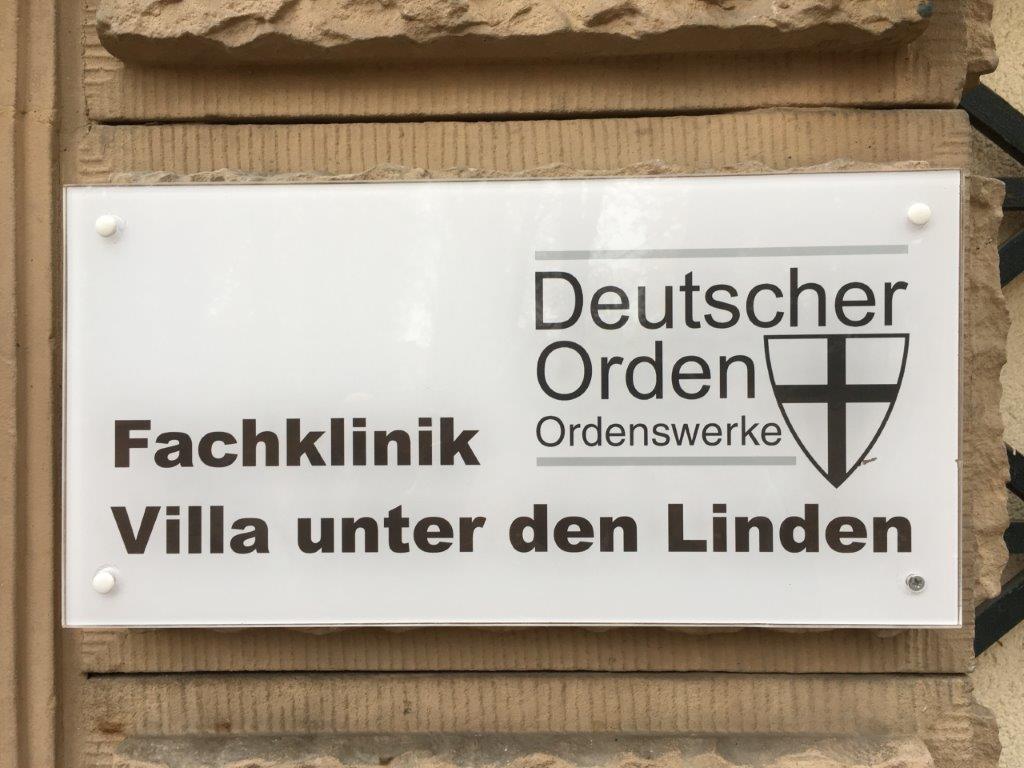 Deutscher
Orden
Ordenswerke
Fachklinik
Villa unter den Linden